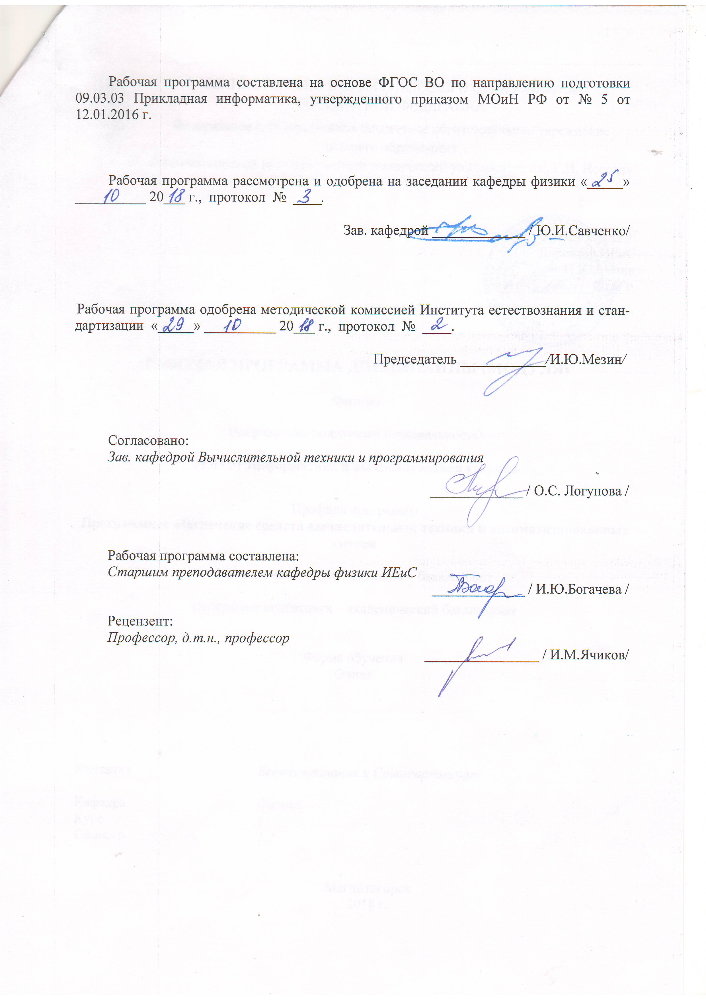 Рабочая программа составлена на основе ФГОС ВО по направлению подготовки
09.03.03 Прикладная информатика, утвержденного приказом МОиН РФ от № 5 от
12.01.2016 г.
Рабочая программа рассмотрена и одобрена на заседании кафедры физики « 25 »
10 2018 г., протокол № 3.
Зав. кафедрой / Ю.И.Савченко/
Рабочая программа одобрена методической комиссией Института естествознания и стан-
дартизации « 29 » 10 2018 г., протокол № 2.
Председатель /И.Ю.Мезин/
Согласовано:
Зав. кафедрой Вычислительной техники и программирования
/ О.С. Логунова /
Рабочая программа составлена:
Старшим преподавателем кафедры физики ИЕиС
/ И.Ю.Богачева /
Рецензент:
Профессор, д.т.н., профессор
/ И.М.Ячиков/